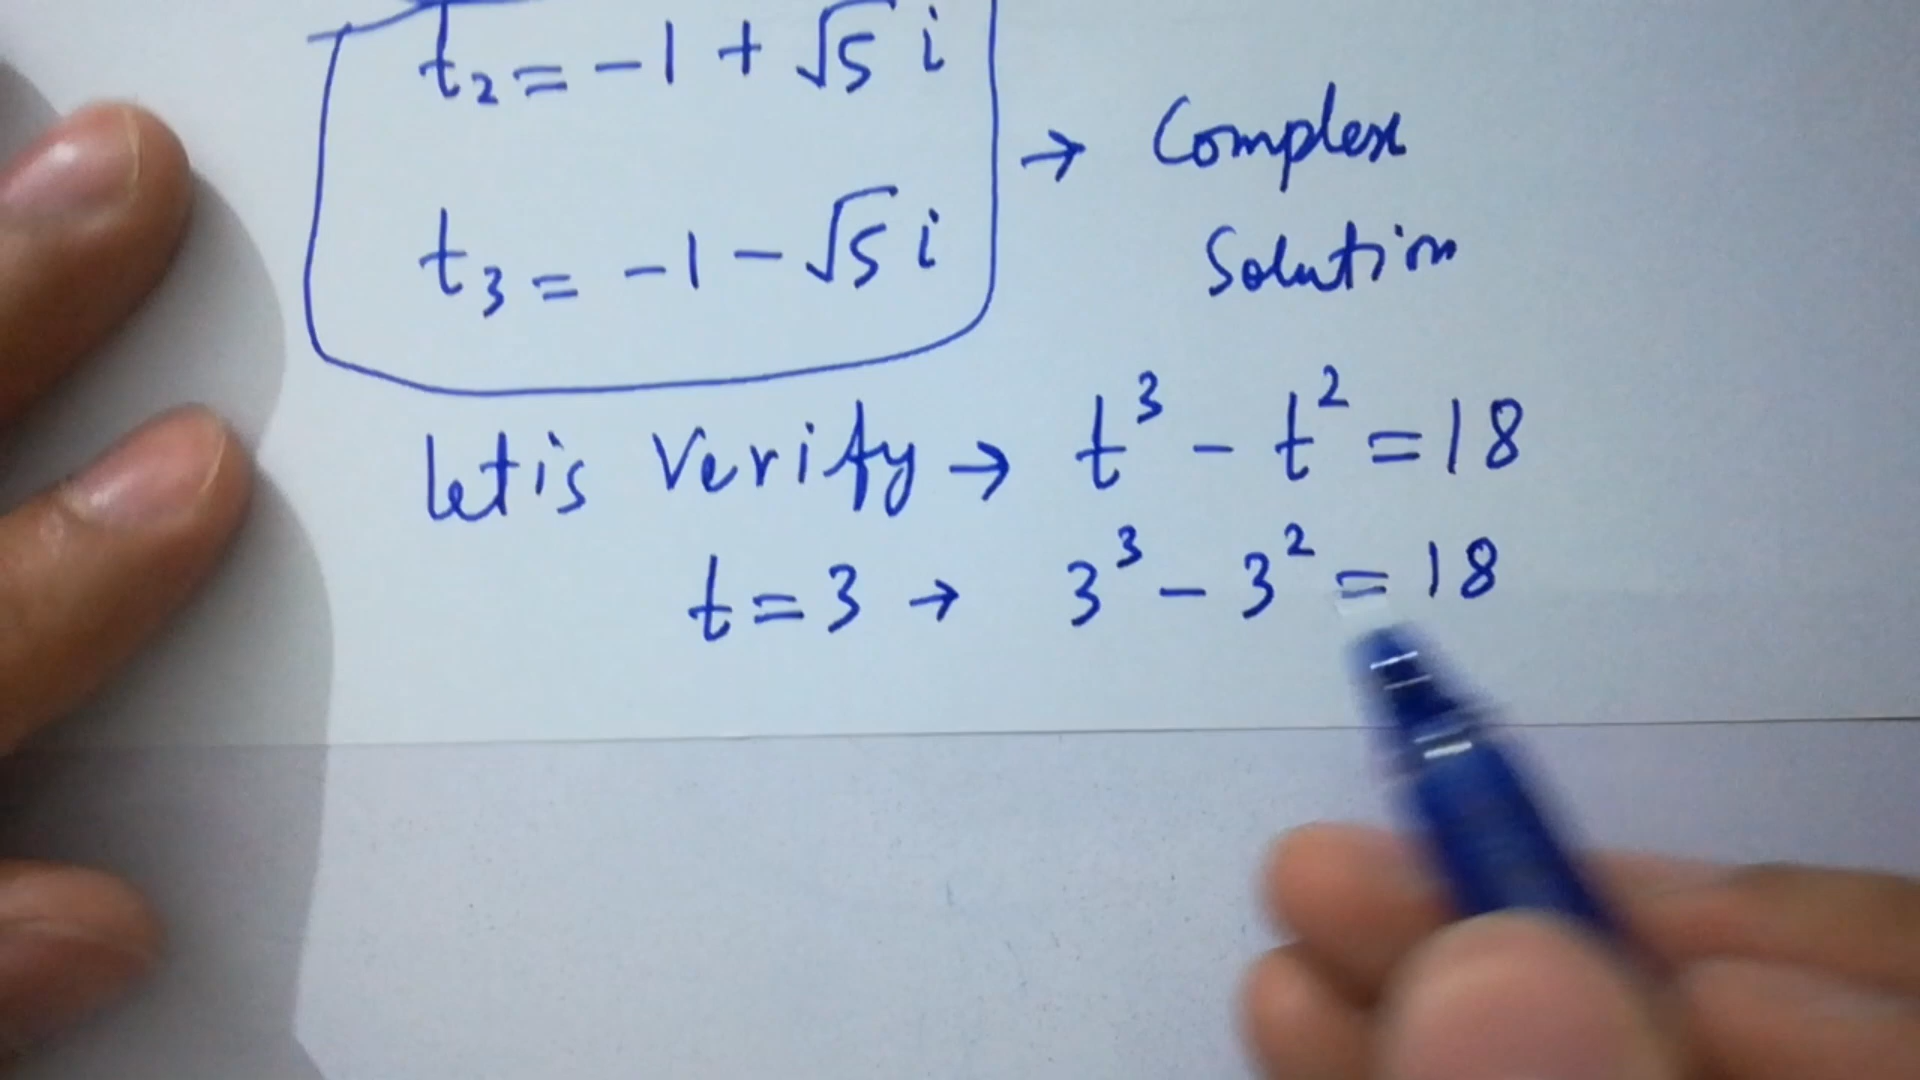 t₂ = -1 + √5 i
→ Complex
t₃ = -1 - √5 i
Solution
let's Verify → t³ - t² = 18
t = 3 → 3³ - 3² = 18